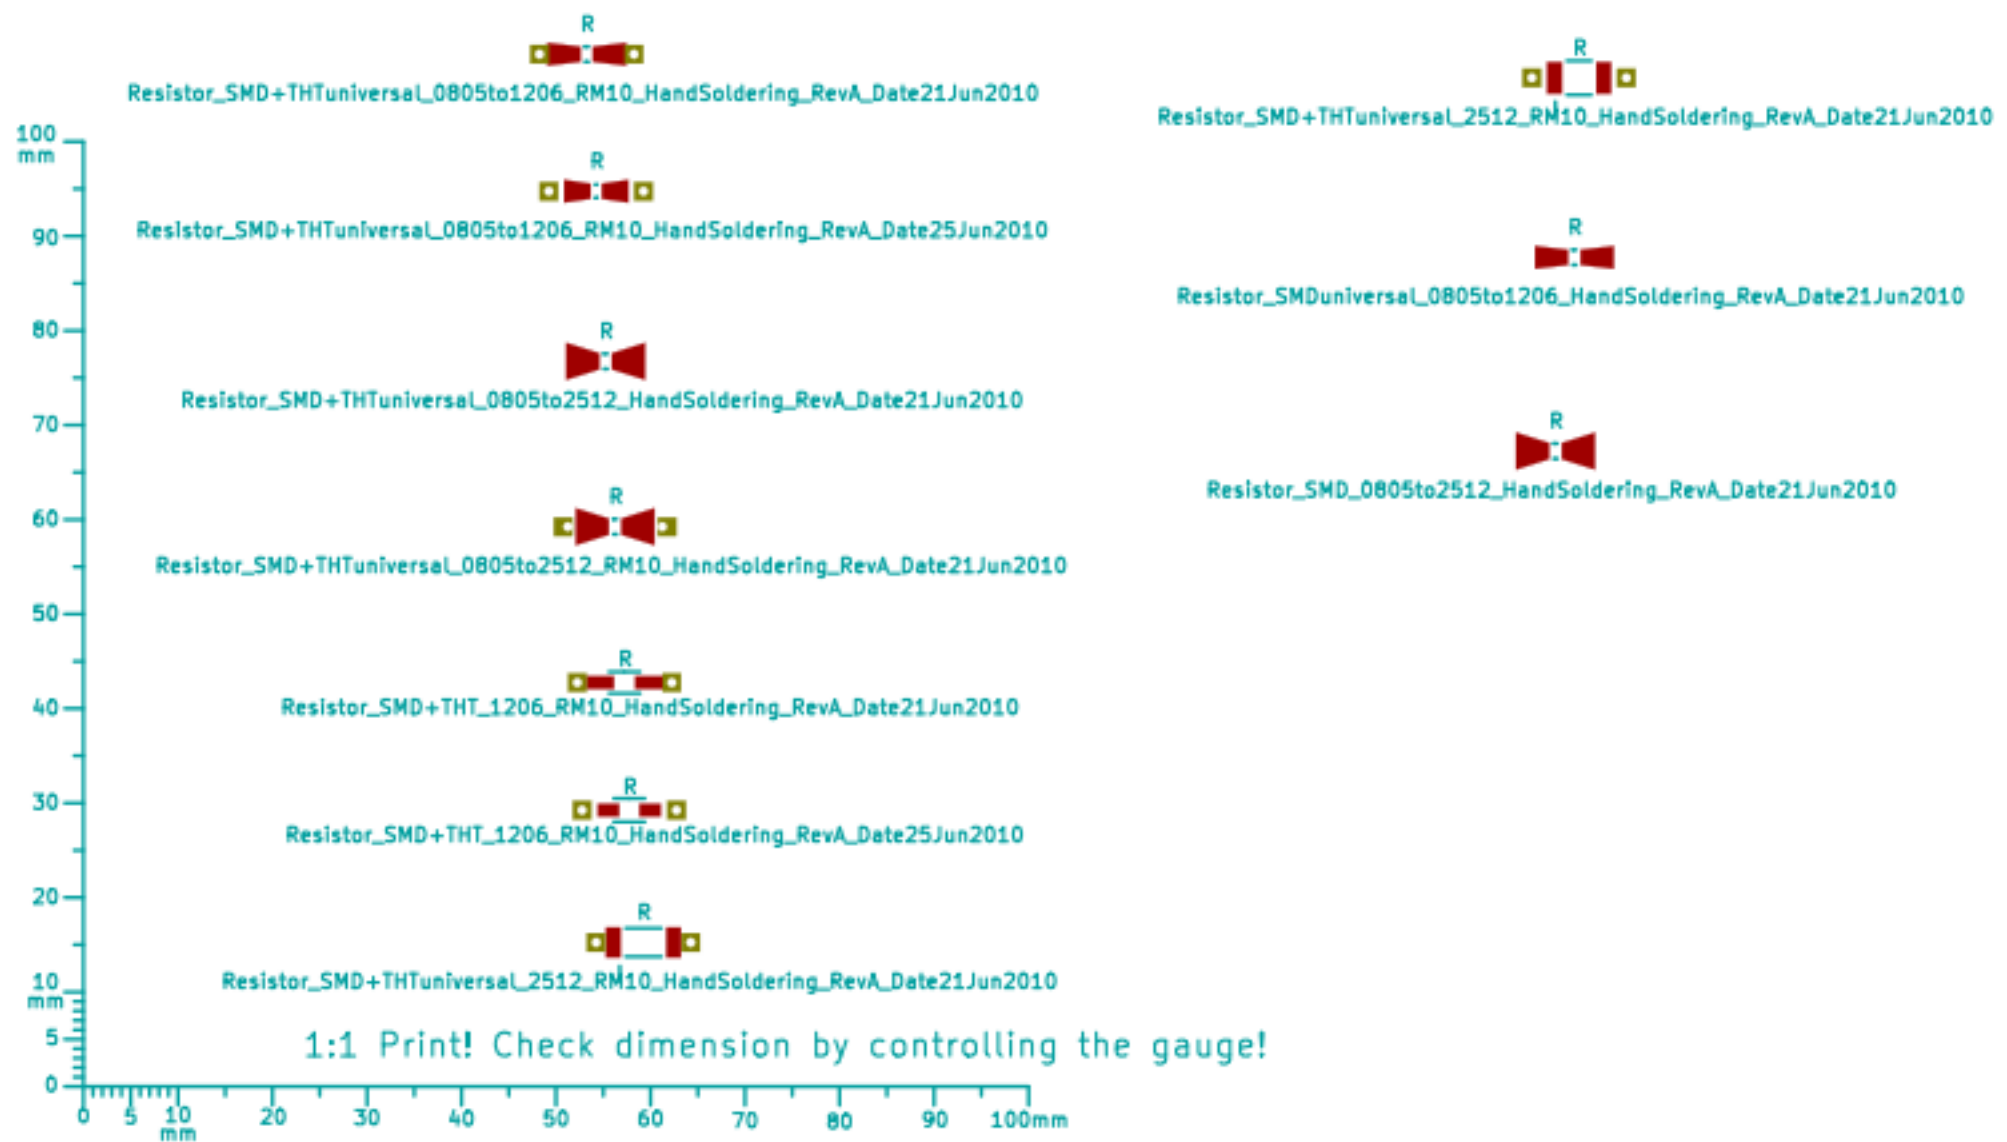 R
Resistor_SMD+THTuniversal_0805to1206_RM10_HandSoldering_RevA_Date21Jun2010
R
Resistor_SMD+THTuniversal_2512_RM10_HandSoldering_RevA_Date21Jun2010
100
mm
R
Resistor_SMD+THTuniversal_0805to1206_RM10_HandSoldering_RevA_Date25Jun2010
90
R
Resistor_SMDuniversal_0805to1206_HandSoldering_RevA_Date21Jun2010
80
R
Resistor_SMD+THTuniversal_0805to2512_HandSoldering_RevA_Date21Jun2010
70
R
Resistor_SMD_0805to2512_HandSoldering_RevA_Date21Jun2010
60
R
Resistor_SMD+THTuniversal_0805to2512_RM10_HandSoldering_RevA_Date21Jun2010
50
R
Resistor_SMD+THT_1206_RM10_HandSoldering_RevA_Date21Jun2010
40
R
30
Resistor_SMD+THT_1206_RM10_HandSoldering_RevA_Date25Jun2010
20
R
Resistor_SMD+THTuniversal_2512_RM10_HandSoldering_RevA_Date21Jun2010
10
mm
5
1:1 Print! Check dimension by controlling the gauge!
0
0 5 10 20 30 40 50 60 70 80 90 100mm
mm